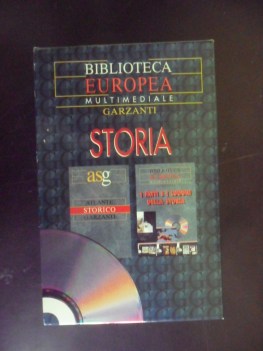 BIBLIOTECA
EUROPEA
MULTIMEDIALE
GARZANTI
STORIA
asg
ATLANTE
STORICO
GARZANTI